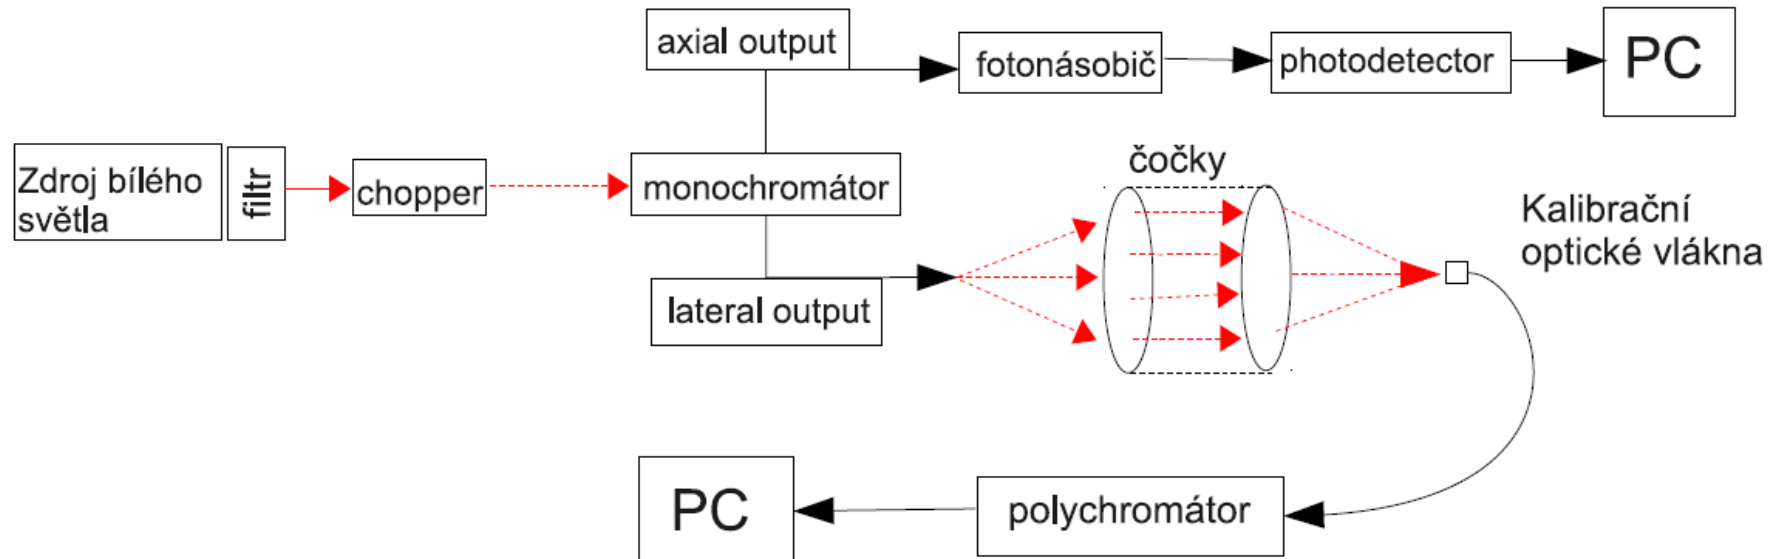 axial output
fotonásobič
photodetector
PC
Zdroj bílého
světla
filtr
chopper
monochromátor
čočky
Kalibrační
optické vlákna
lateral output
PC
polychromátor